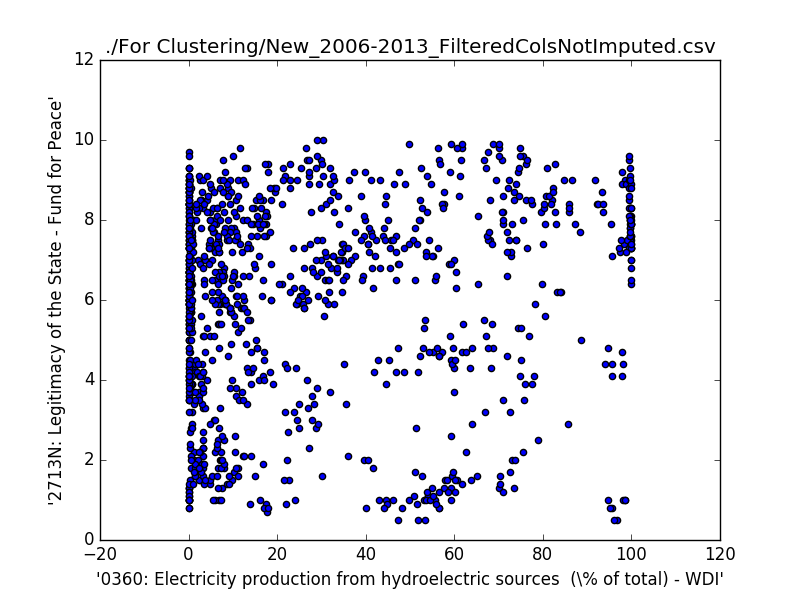 ./For Clustering/New_2006-2013_FilteredColsNotImputed.csv
12
10
8
6
4
2
0
'2713N: Legitimacy of the State - Fund for Peace'
−20 0 20 40 60 80 100 120
'0360: Electricity production from hydroelectric sources  (\% of total) - WDI'